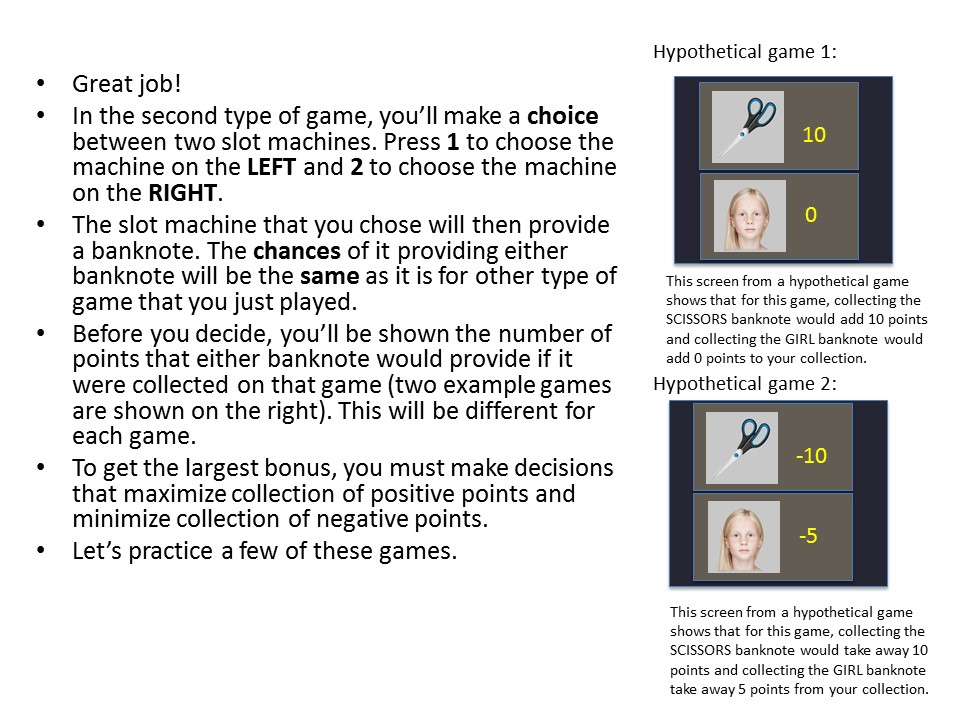 • Great job!
• In the second type of game, you’ll make a choice
between two slot machines. Press 1 to choose the
machine on the LEFT and 2 to choose the machine
on the RIGHT.
• The slot machine that you chose will then provide
a banknote. The chances of it providing either
banknote will be the same as it is for other type of
game that you just played.
• Before you decide, you’ll be shown the number of
points that either banknote would provide if it
were collected on that game (two example games
are shown on the right). This will be different for
each game.
• To get the largest bonus, you must make decisions
that maximize collection of positive points and
minimize collection of negative points.
• Let’s practice a few of these games.
Hypothetical game 1:
10
0
This screen from a hypothetical game
shows that for this game, collecting the
SCISSORS banknote would add 10 points
and collecting the GIRL banknote would
add 0 points to your collection.
Hypothetical game 2:
-10
-5
This screen from a hypothetical game
shows that for this game, collecting the
SCISSORS banknote would take away 10
points and collecting the GIRL banknote
take away 5 points from your collection.